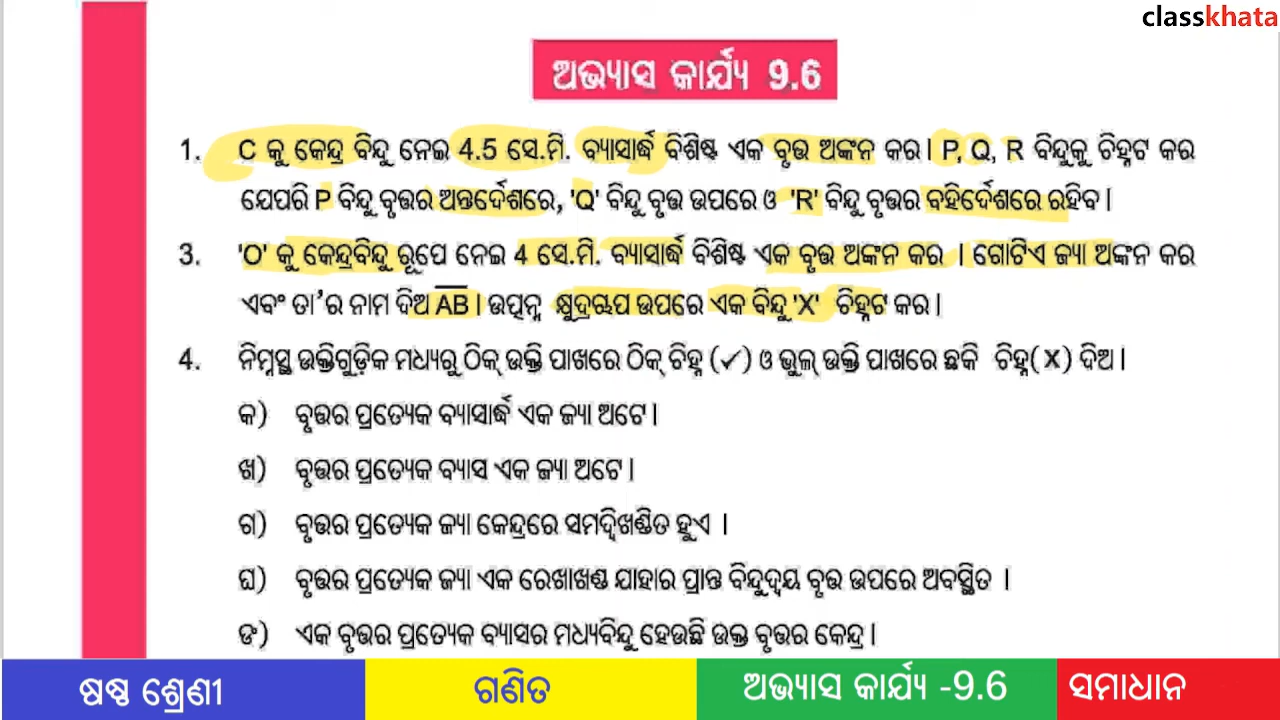 classkhata
ଅଭ୍ୟାସ କାର୍ଯ୍ୟ 9.6
1. C କୁ କେନ୍ଦ୍ର ବିନ୍ଦୁ ନେଇ 4.5 ସେ.ମି. ବ୍ୟାସାର୍ଦ୍ଧ ବିଶିଷ୍ଟ ଏକ ବୃତ୍ତ ଅଙ୍କନ କର। P, Q, R ବିନ୍ଦୁକୁ ଚିହ୍ନଟ କର
ଯେପରି P ବିନ୍ଦୁ ବୃତ୍ତର ଅନ୍ତର୍ଦେଶରେ, 'Q' ବିନ୍ଦୁ ବୃତ୍ତ ଉପରେ ଓ 'R' ବିନ୍ଦୁ ବୃତ୍ତର ବହିର୍ଦେଶରେ ରହିବ।
3. 'O' କୁ କେନ୍ଦ୍ରବିନ୍ଦୁ ରୂପେ ନେଇ 4 ସେ.ମି. ବ୍ୟାସାର୍ଦ୍ଧ ବିଶିଷ୍ଟ ଏକ ବୃତ୍ତ ଅଙ୍କନ କର । ଗୋଟିଏ ଜ୍ୟା ଅଙ୍କନ କର
ଏବଂ ତା'ର ନାମ ଦିଅ A̅B̅। ଉତ୍ପନ୍ନ କ୍ଷୁଦ୍ରଚାପ ଉପରେ ଏକ ବିନ୍ଦୁ 'X' ଚିହ୍ନଟ କର।
4. ନିମ୍ନସ୍ଥ ଉକ୍ତିଗୁଡ଼ିକ ମଧ୍ୟରୁ ଠିକ୍ ଉକ୍ତି ପାଖରେ ଠିକ୍ ଚିହ୍ନ (✓) ଓ ଭୁଲ୍ ଉକ୍ତି ପାଖରେ ଛକି ଚିହ୍ନ(x) ଦିଅ।
କ) ବୃତ୍ତର ପ୍ରତ୍ୟେକ ବ୍ୟାସାର୍ଦ୍ଧ ଏକ ଜ୍ୟା ଅଟେ।
ଖ) ବୃତ୍ତର ପ୍ରତ୍ୟେକ ବ୍ୟାସ ଏକ ଜ୍ୟା ଅଟେ।
ଗ) ବୃତ୍ତର ପ୍ରତ୍ୟେକ ଜ୍ୟା କେନ୍ଦ୍ରରେ ସମଦ୍ୱିଖଣ୍ଡିତ ହୁଏ ।
ଘ) ବୃତ୍ତର ପ୍ରତ୍ୟେକ ଜ୍ୟା ଏକ ରେଖାଖଣ୍ଡ ଯାହାର ପ୍ରାନ୍ତ ବିନ୍ଦୁଦ୍ୱୟ ବୃତ୍ତ ଉପରେ ଅବସ୍ଥିତ ।
ଙ) ଏକ ବୃତ୍ତର ପ୍ରତ୍ୟେକ ବ୍ୟାସର ମଧ୍ୟବିନ୍ଦୁ ହେଉଛି ଉକ୍ତ ବୃତ୍ତର କେନ୍ଦ୍ର।
ଷଷ୍ଠ ଶ୍ରେଣୀ ଗଣିତ ଅଭ୍ୟାସ କାର୍ଯ୍ୟ -9.6 ସମାଧାନ